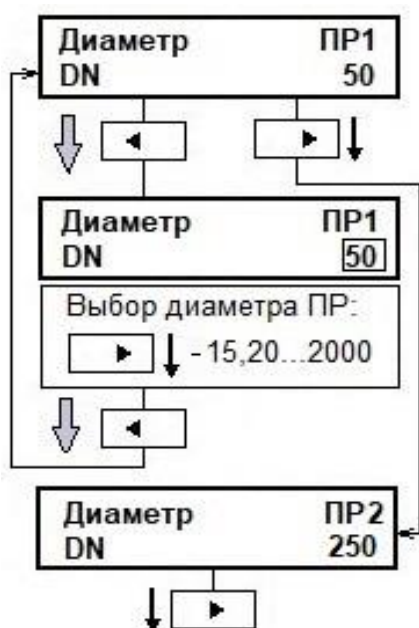 Диаметр ПР1
DN 50
Диаметр ПР1
DN 50
Выбор диаметра ПР:
- 15,20...2000
Диаметр ПР2
DN 250